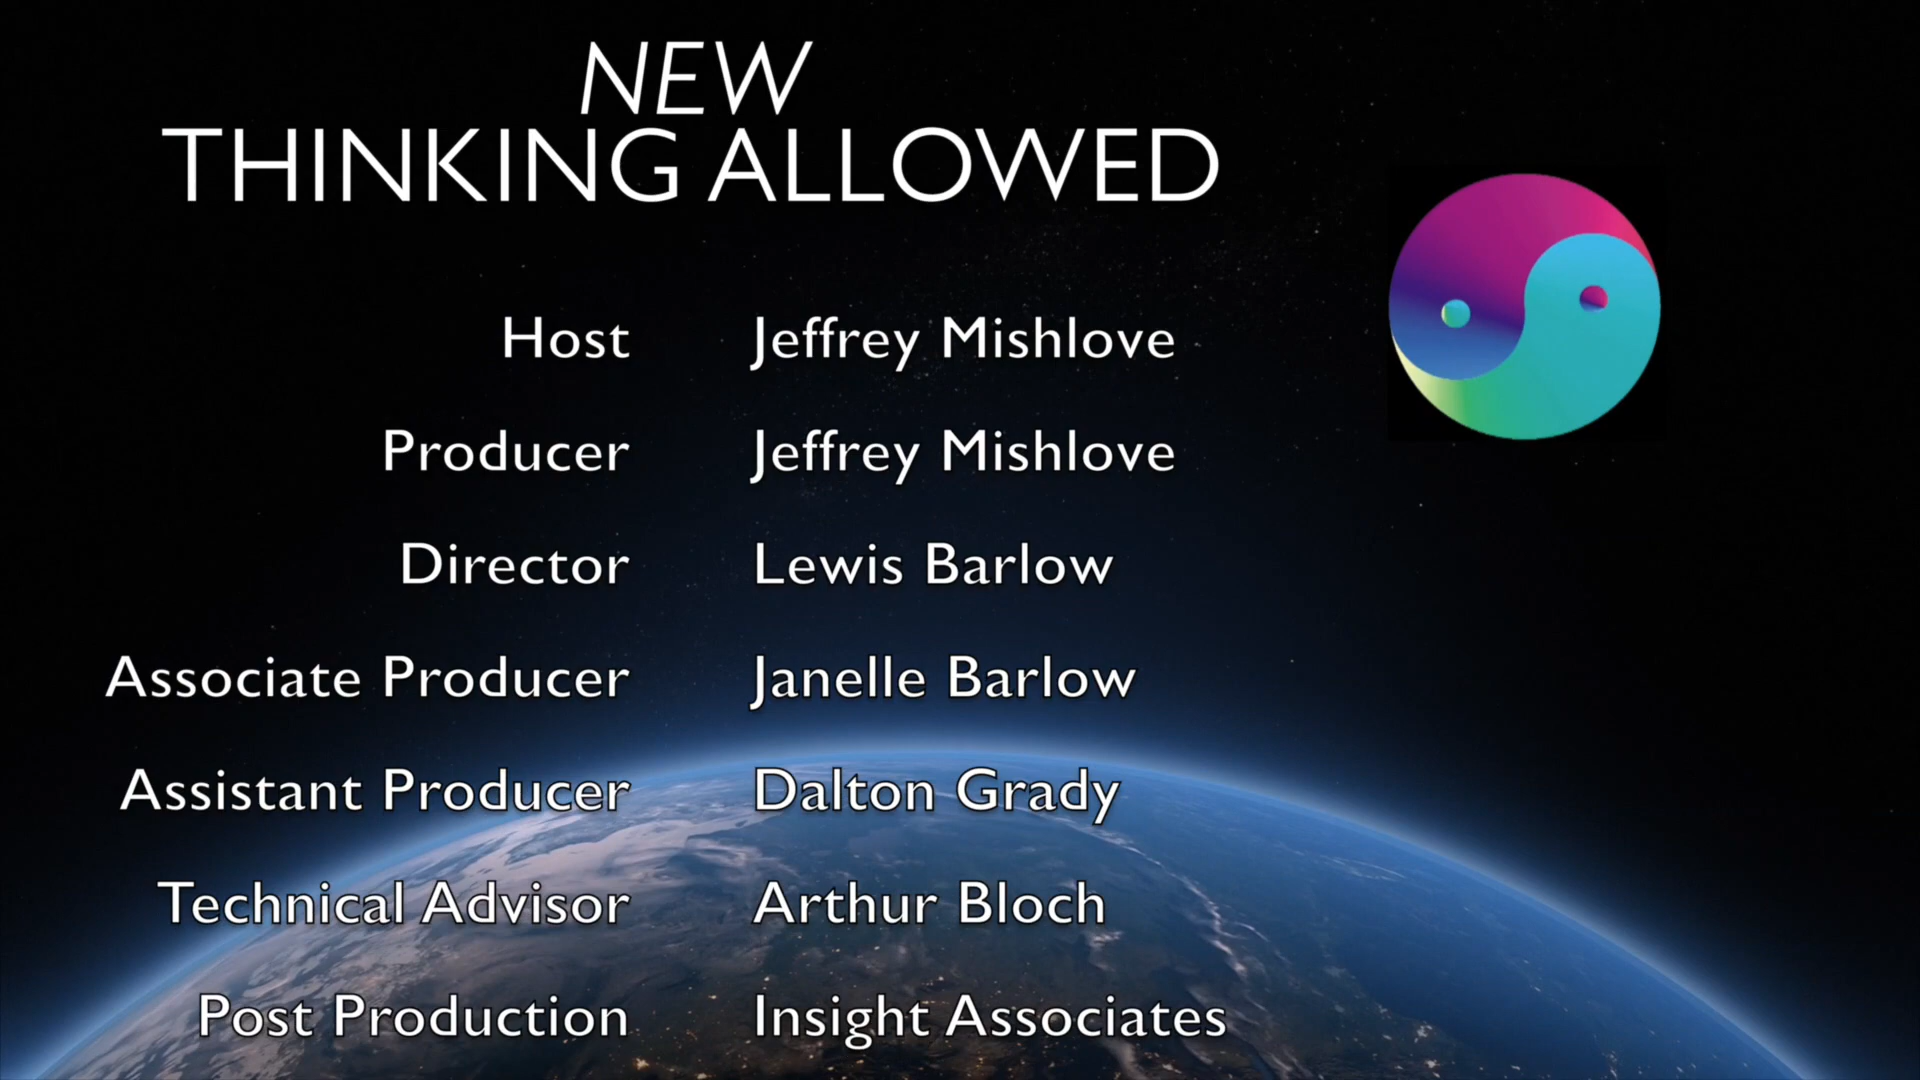 NEW
THINKING ALLOWED
Host Jeffrey Mishlove
Producer Jeffrey Mishlove
Director Lewis Barlow
Associate Producer Janelle Barlow
Assistant Producer Dalton Grady
Technical Advisor Arthur Bloch
Post Production Insight Associates